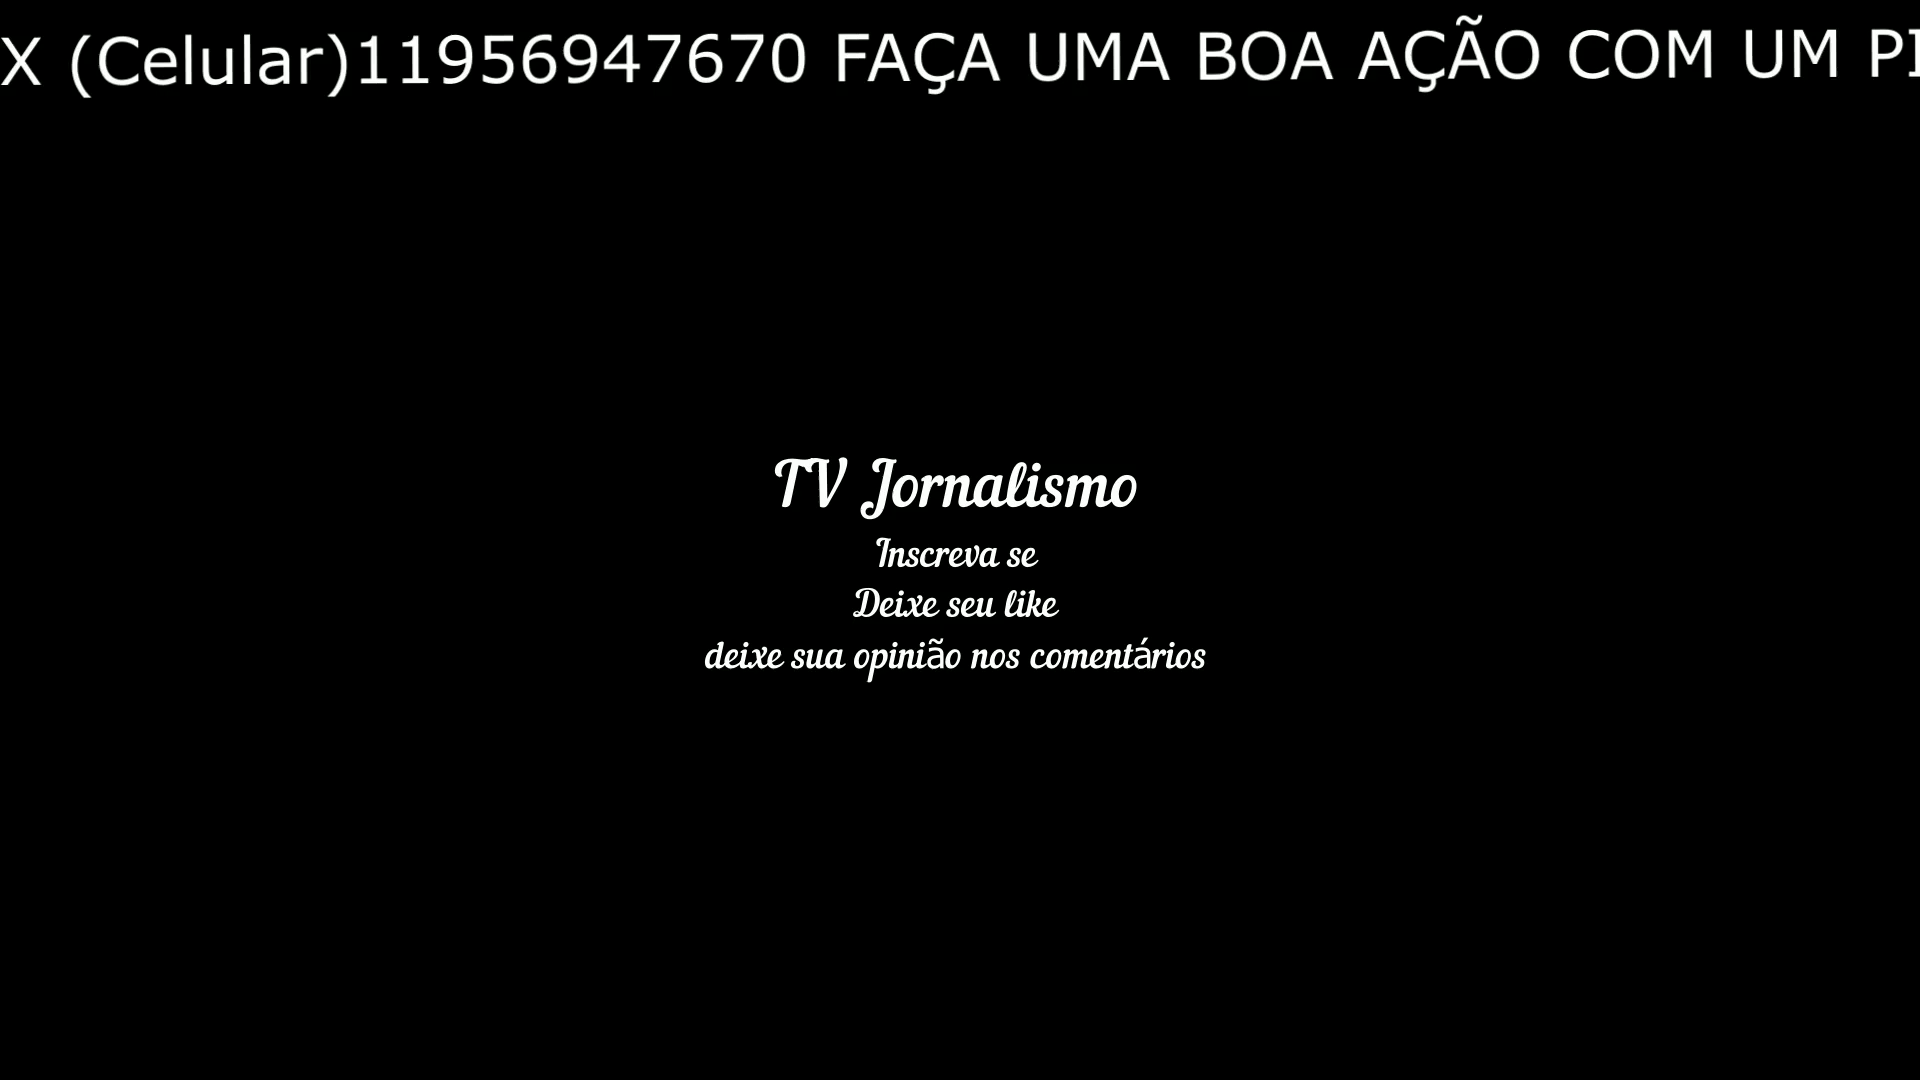 X (Celular)11956947670 FAÇA UMA BOA AÇÃO COM UM PI
TV Jornalismo
Inscreva se
Deixe seu like
deixe sua opinião nos comentários